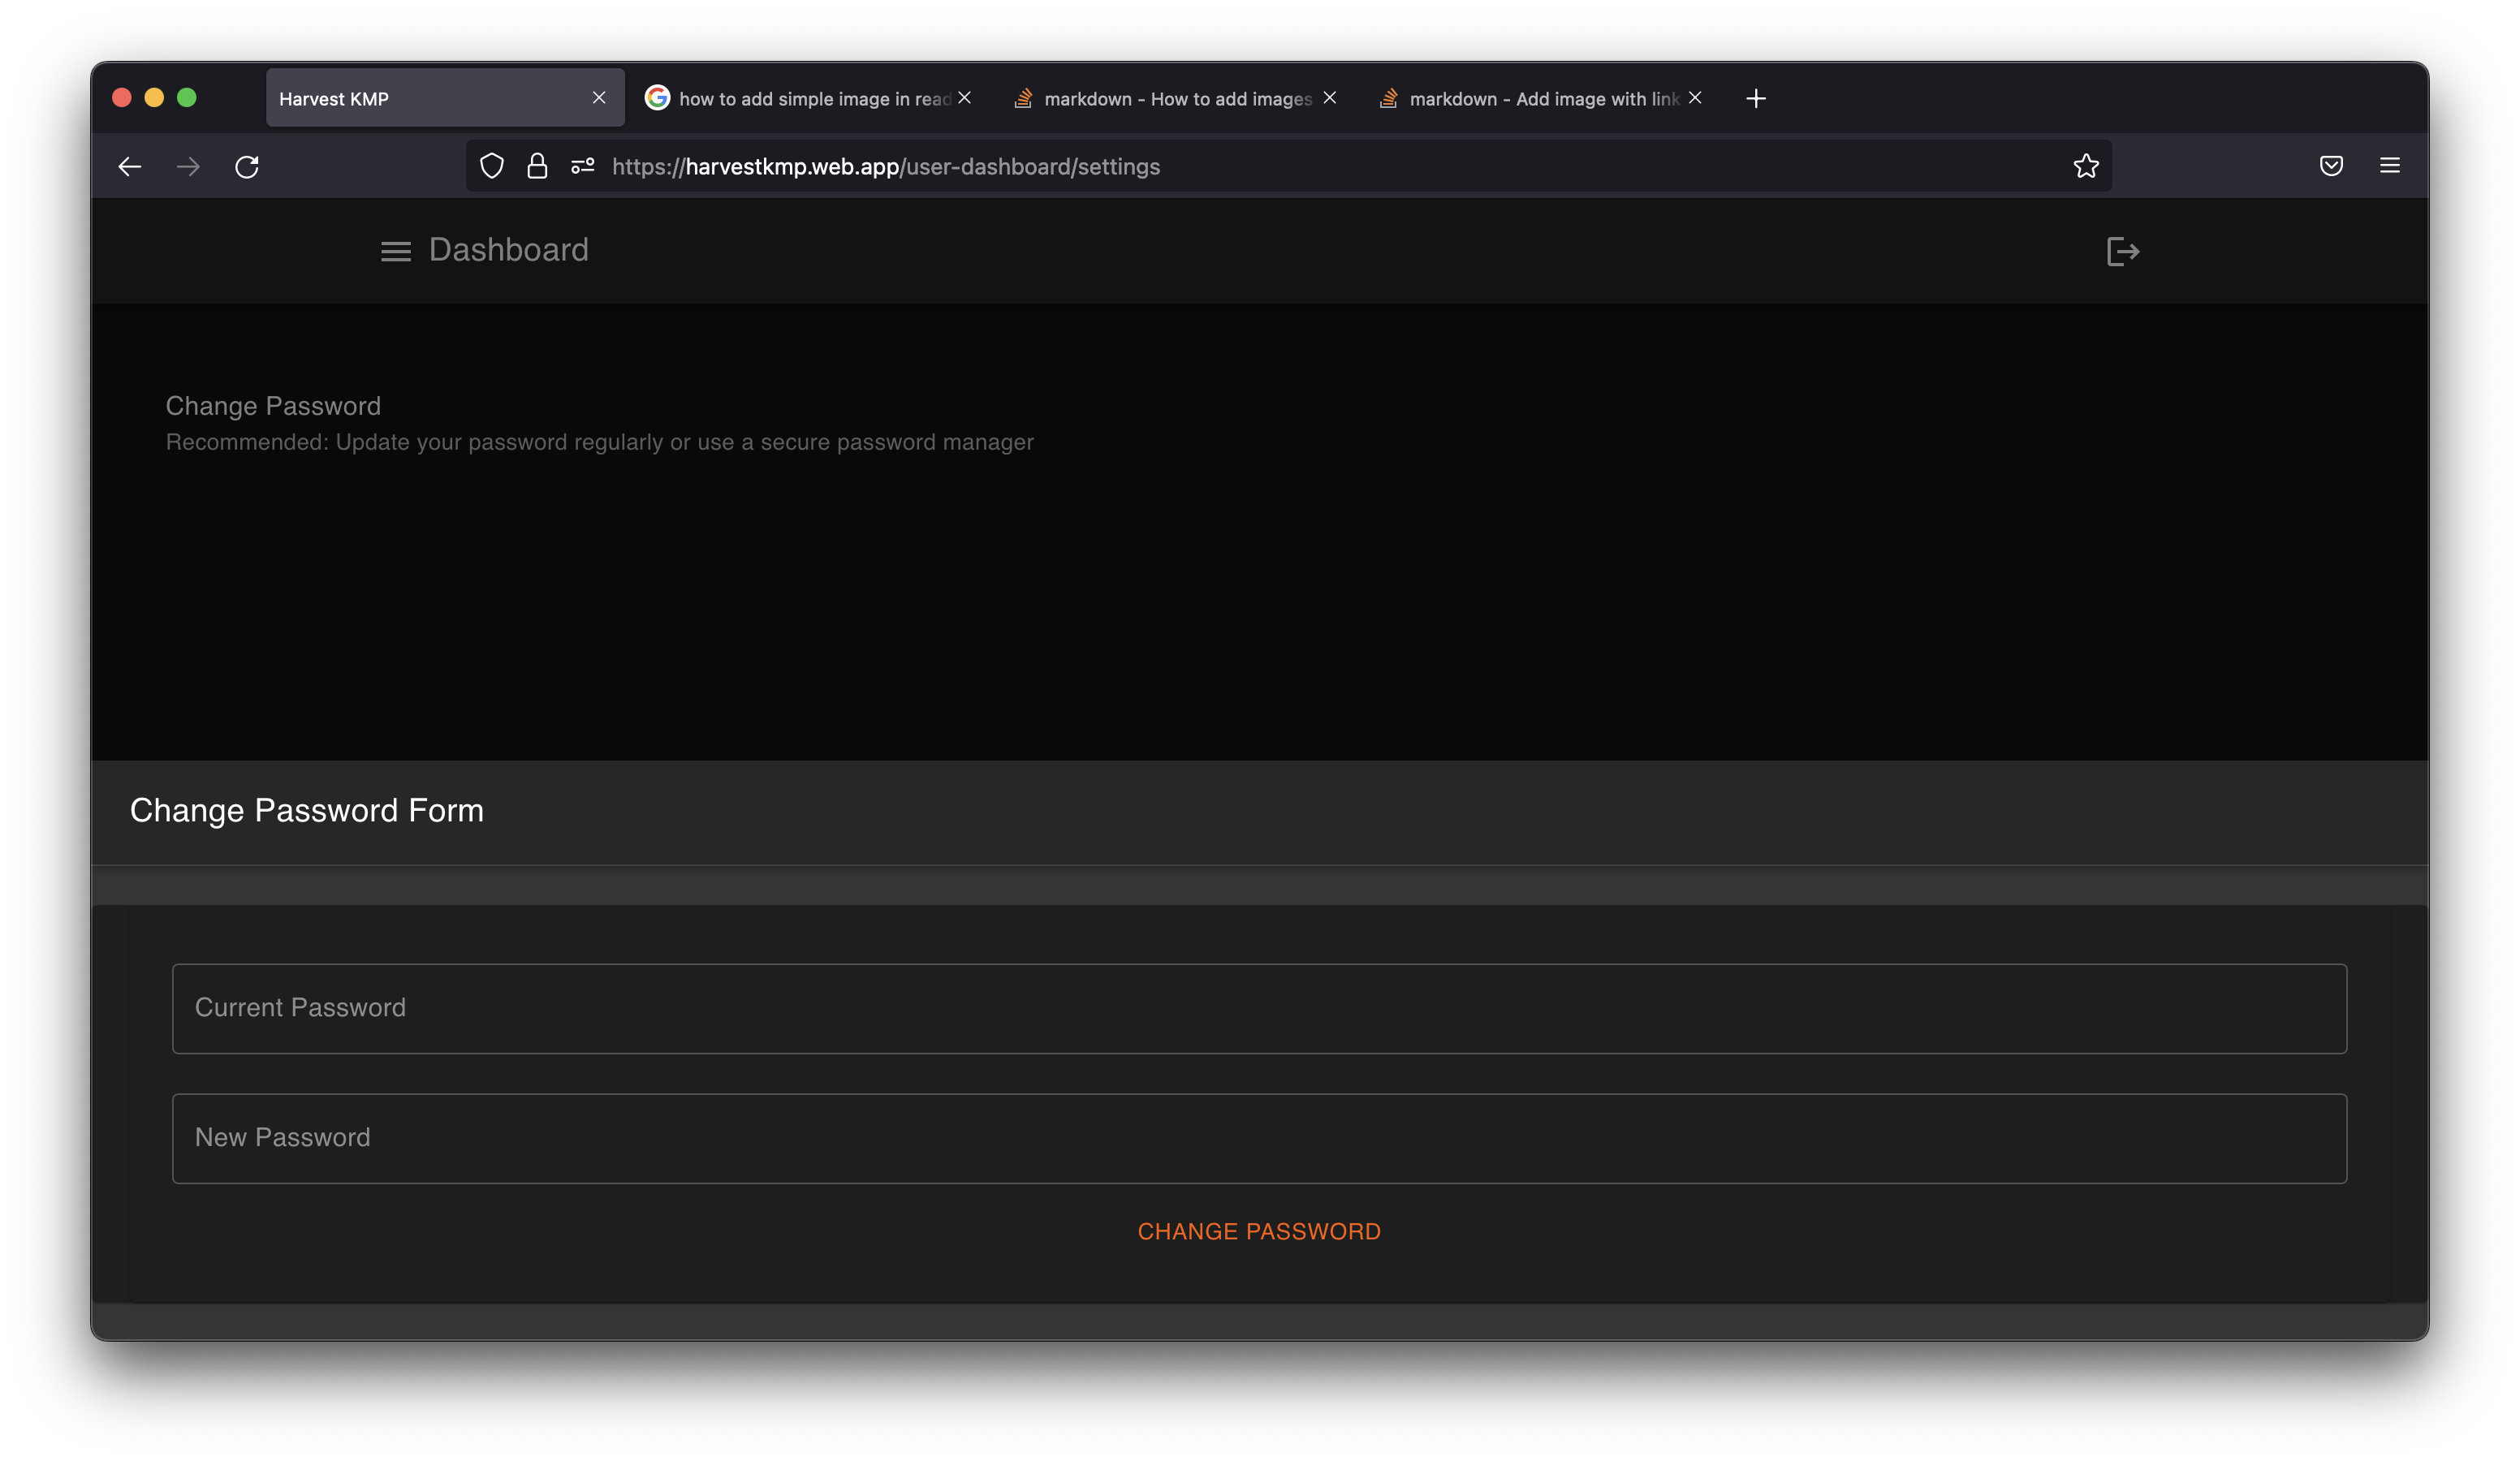 Harvest KMP
how to add simple image in read
markdown - How to add images
markdown - Add image with link
https://harvestkmp.web.app/user-dashboard/settings
Dashboard
Change Password
Recommended: Update your password regularly or use a secure password manager
Change Password Form
Current Password
New Password
CHANGE PASSWORD